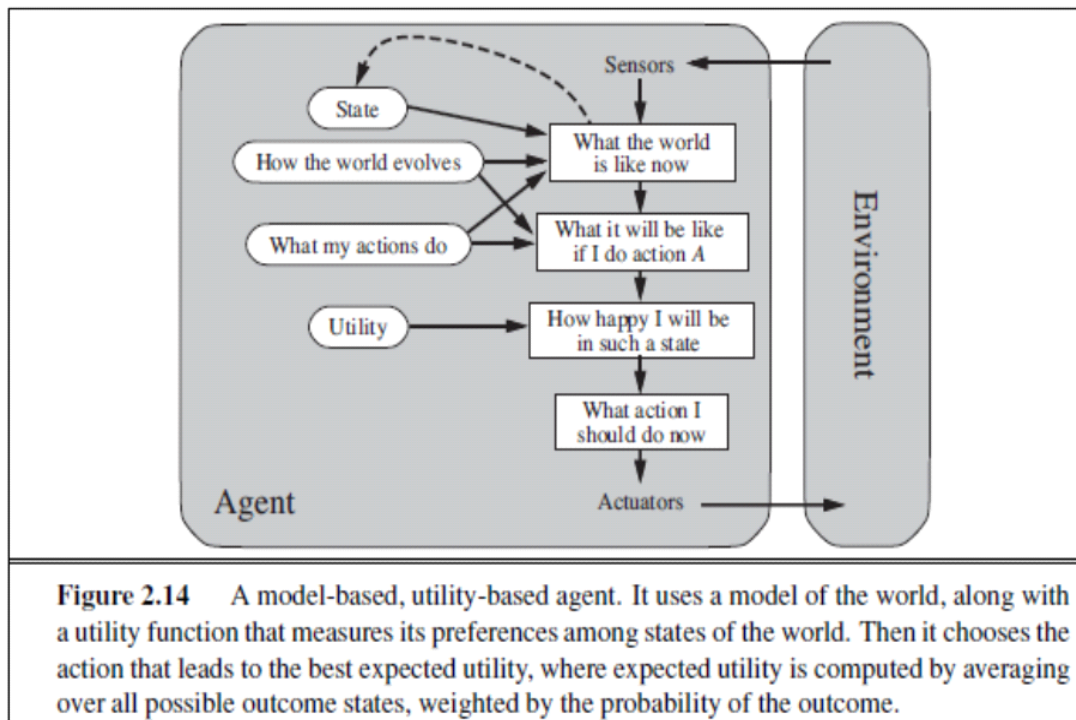 Sensors
State
What the world
is like now
How the world evolves
What it will be like
if I do action A
What my actions do
How happy I will be
in such a state
Utility
What action I
should do now
Agent
Actuators
Environment
Figure 2.14 A model-based, utility-based agent. It uses a model of the world, along with
a utility function that measures its preferences among states of the world. Then it chooses the
action that leads to the best expected utility, where expected utility is computed by averaging
over all possible outcome states, weighted by the probability of the outcome.